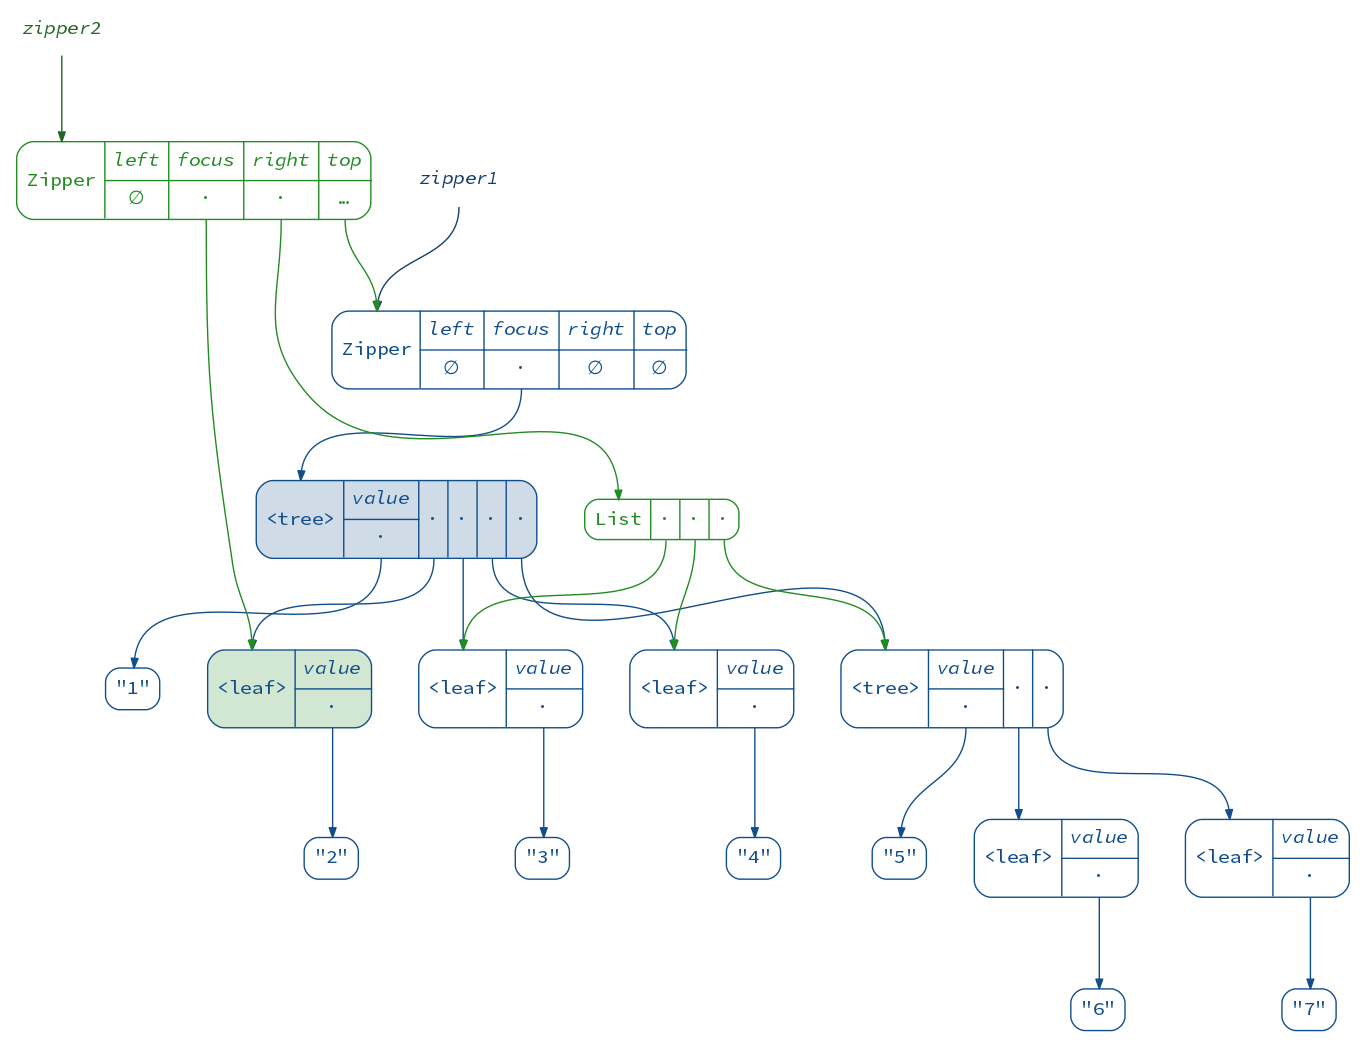 zipper2
left focus right top
Zipper
∅ · · …
zipper1
left focus right top
Zipper
∅ · ∅ ∅
value
<tree> · · · ·
·
List · · ·
value value value value
"1" <leaf> <leaf> <leaf> <tree> · ·
· · · ·
value value
"2" "3" "4" "5" <leaf> <leaf>
· ·
"6" "7"